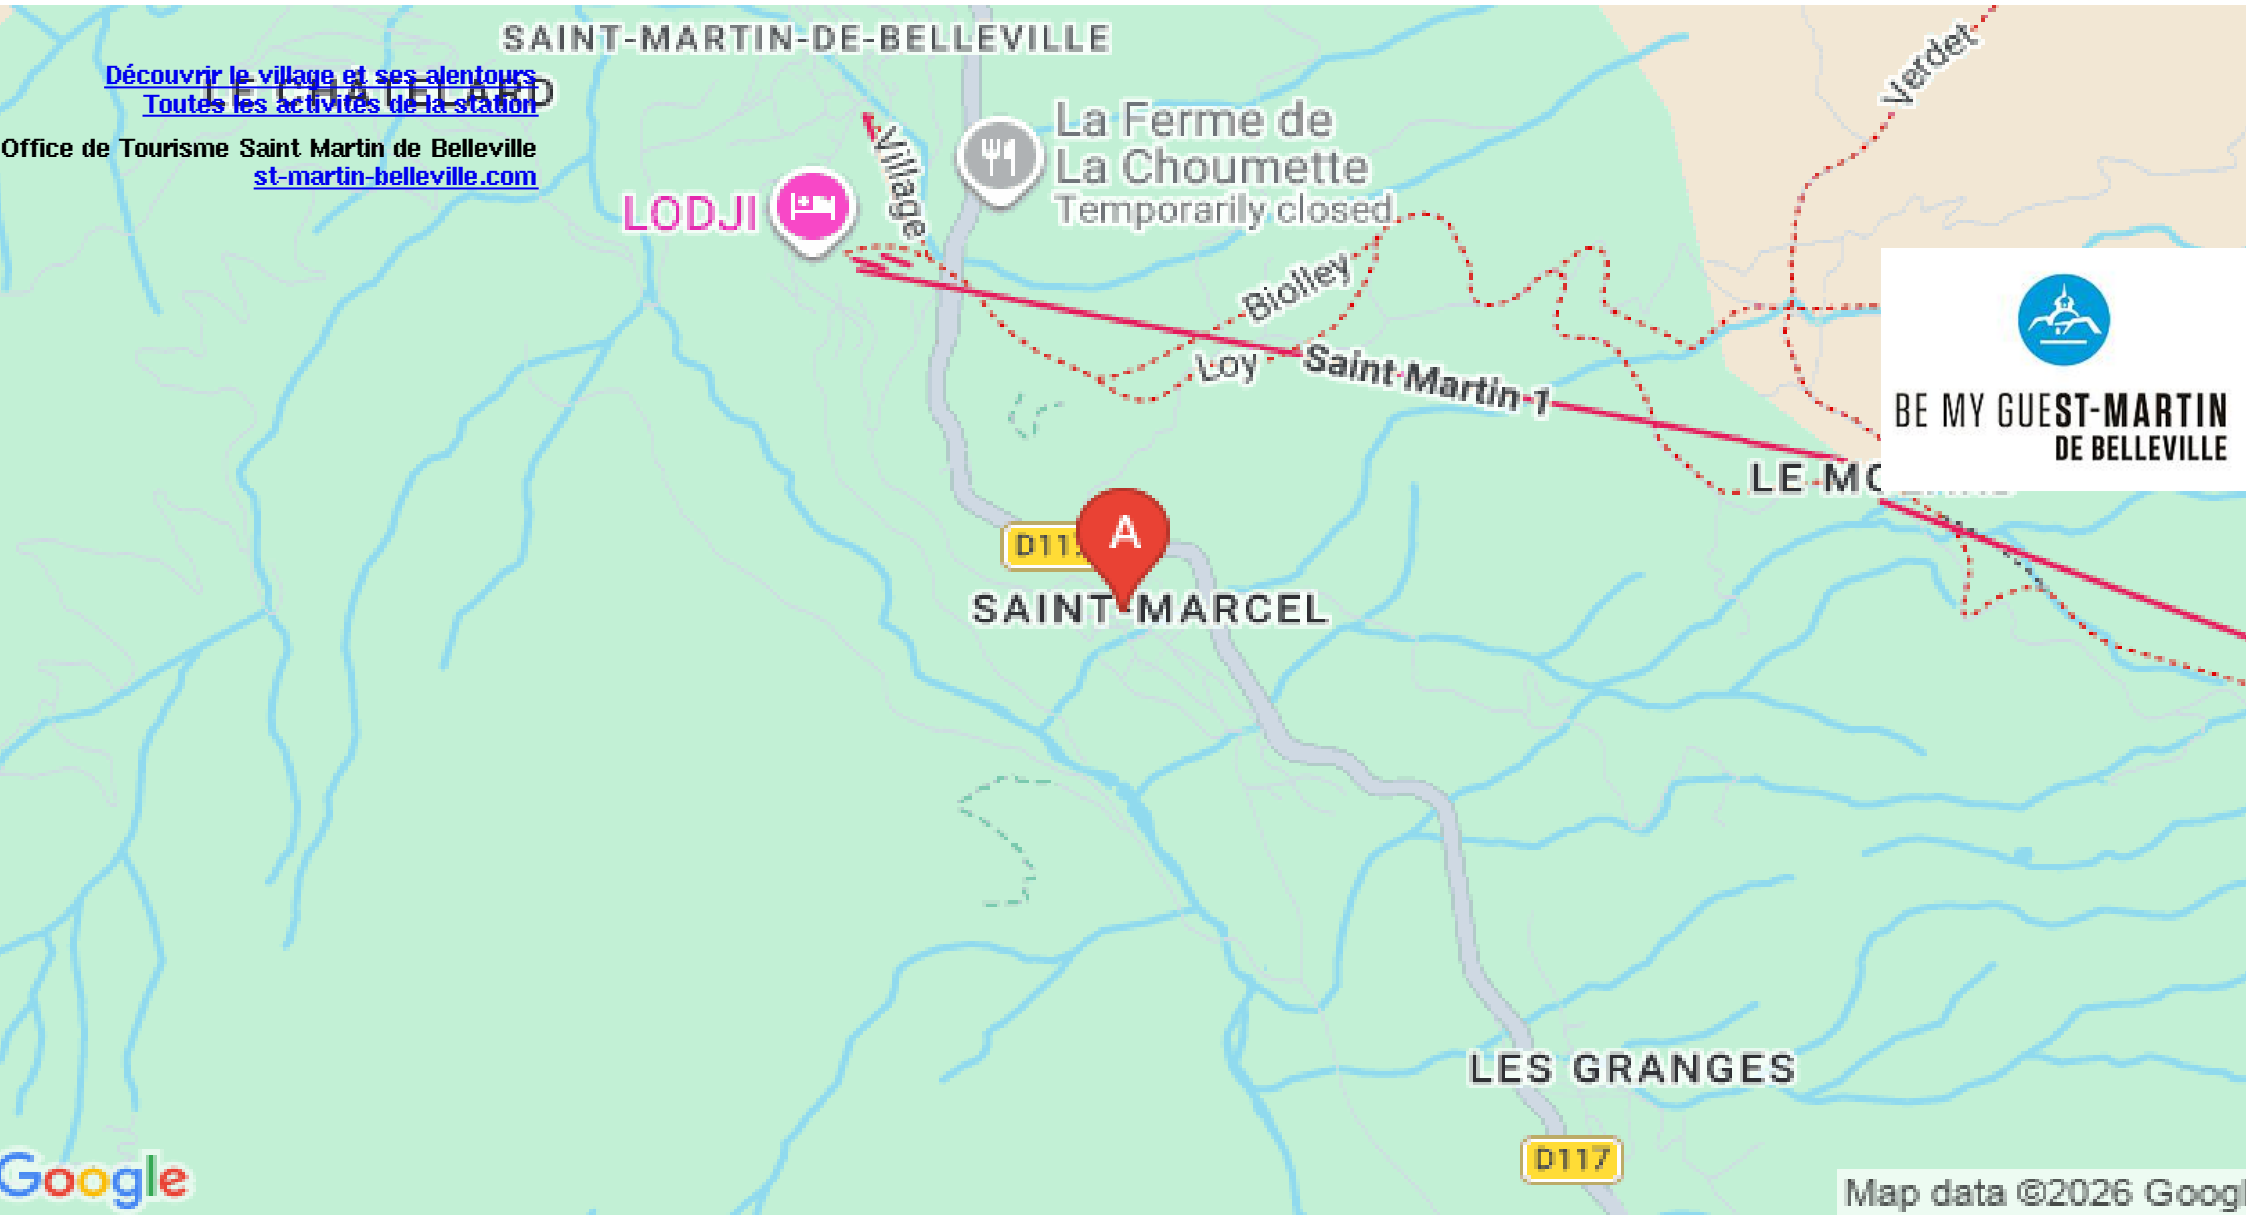 SAINT-MARTIN-DE-BELLEVILLE
Découvrir le village et ses alentours
LE CHÂTELARD
Toutes les activités de la station
Office de Tourisme Saint Martin de Belleville
st-martin-belleville.com
Verdet
La Ferme de
La Choumette
Temporarily closed
Village
LODJI
Biolley
Loy
Saint Martin 1
BE MY GUEST-MARTIN
DE BELLEVILLE
LE
A
SAINT-MARCEL
LES GRANGES
D117
Google
Map data ©2026